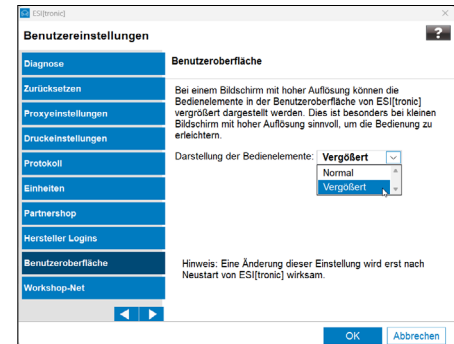 ESI[tronic]
Benutzereinstellungen
?
Diagnose
Zurücksetzen
Proxyeinstellungen
Druckeinstellungen
Protokoll
Einheiten
Partnershop
Hersteller Logins
Benutzeroberfläche
Workshop-Net
Benutzeroberfläche
Bei einem Bildschirm mit hoher Auflösung können die
Bedienelemente in der Benutzeroberfläche von ESI[tronic]
vergrößert dargestellt werden. Dies ist besonders bei kleinen
Bildschirm mit hoher Auflösung sinnvoll, um die Bedienung zu
erleichtern.
Darstellung der Bedienelemente: Vergößert
Normal
Vergößert
Hinweis: Eine Änderung dieser Einstellung wird erst nach
Neustart von ESI[tronic] wirksam.
OK Abbrechen